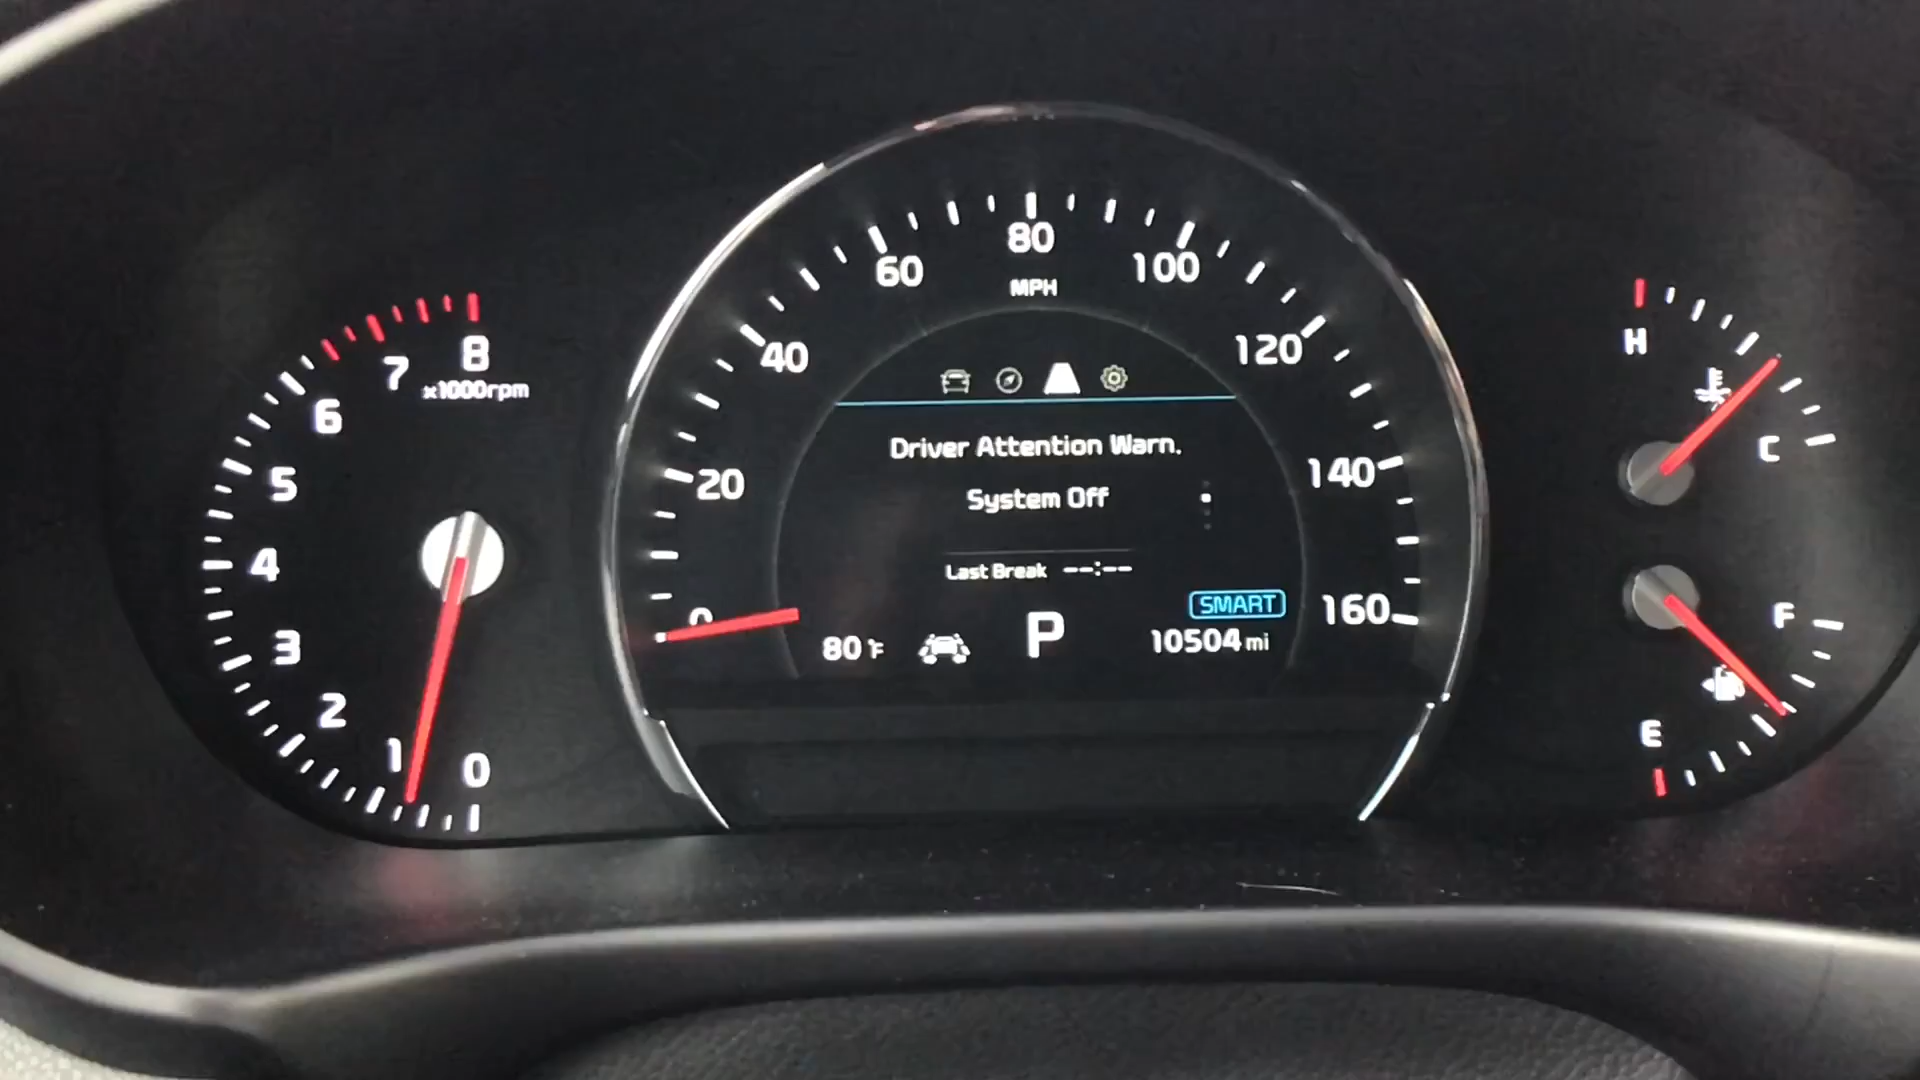 8
7
x1000rpm
6
5
4
3
2
1
0
80
60
100
MPH
40
120
20
140
0
160
Driver Attention Warn.
System Off
Last Break --:--
SMART
80°F
P
10504 mi
H
C
F
E